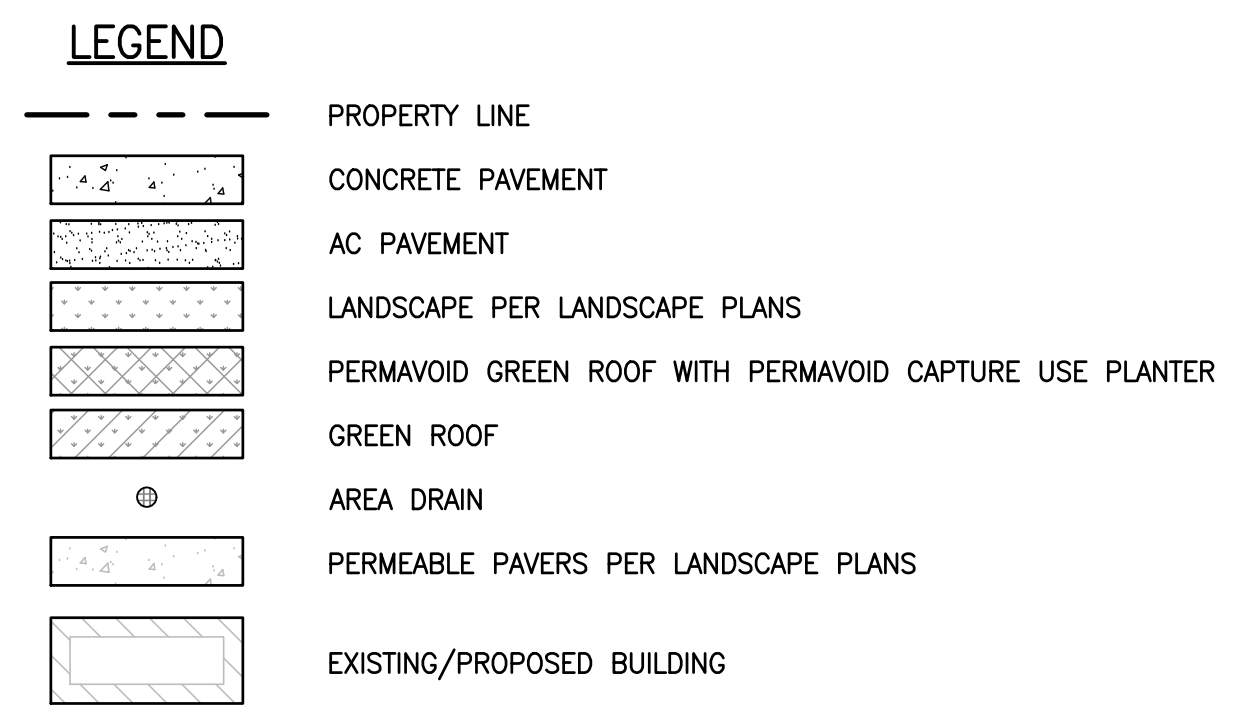 LEGEND
PROPERTY LINE
CONCRETE PAVEMENT
AC PAVEMENT
LANDSCAPE PER LANDSCAPE PLANS
PERMAVOID GREEN ROOF WITH PERMAVOID CAPTURE USE PLANTER
GREEN ROOF
AREA DRAIN
PERMEABLE PAVERS PER LANDSCAPE PLANS
EXISTING/PROPOSED BUILDING